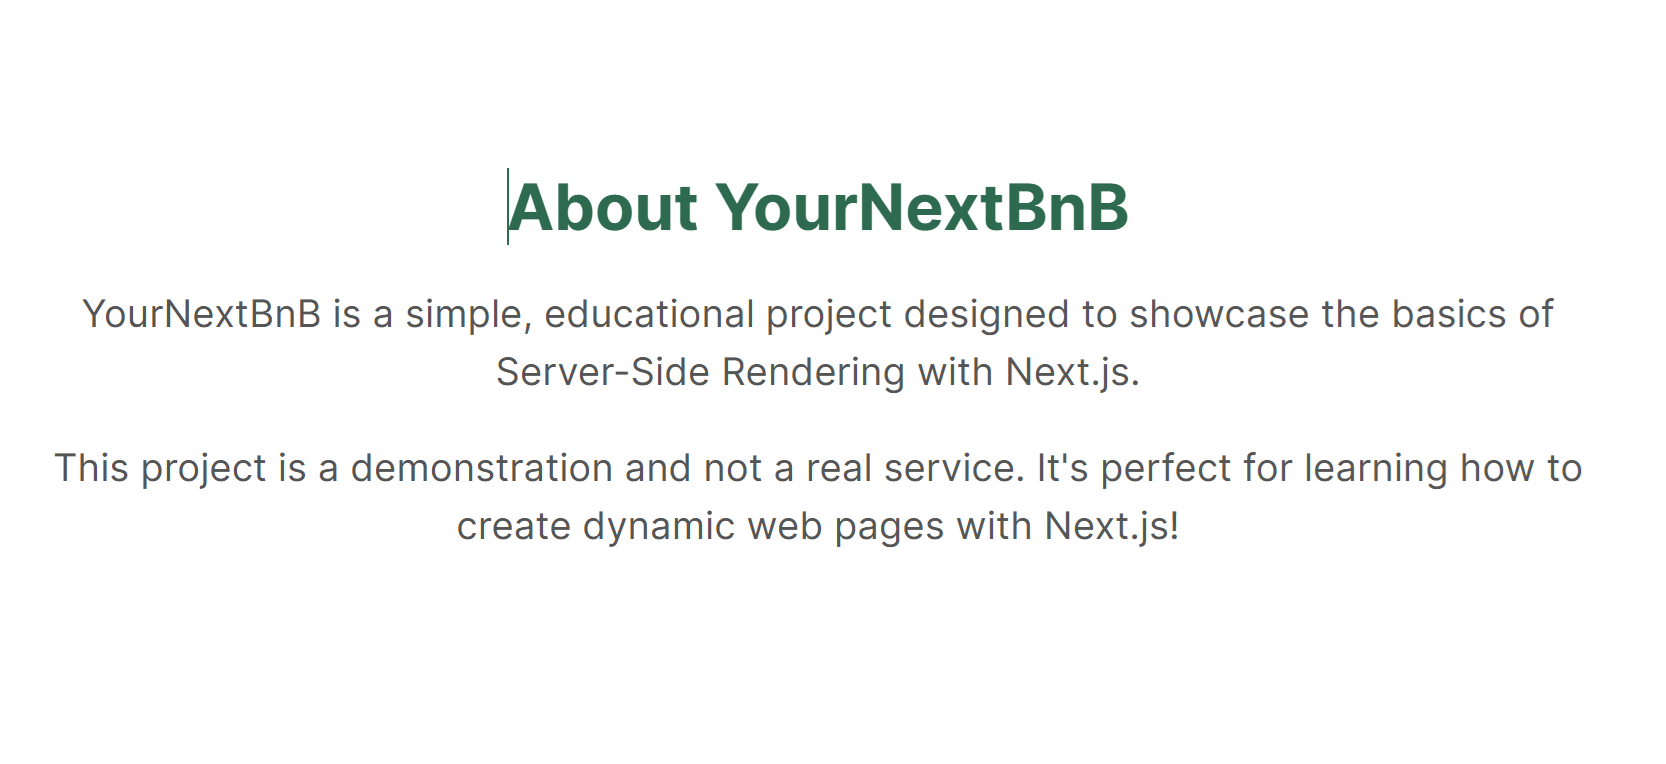 About YourNextBnB
YourNextBnB is a simple, educational project designed to showcase the basics of
Server-Side Rendering with Next.js.
This project is a demonstration and not a real service. It's perfect for learning how to
create dynamic web pages with Next.js!